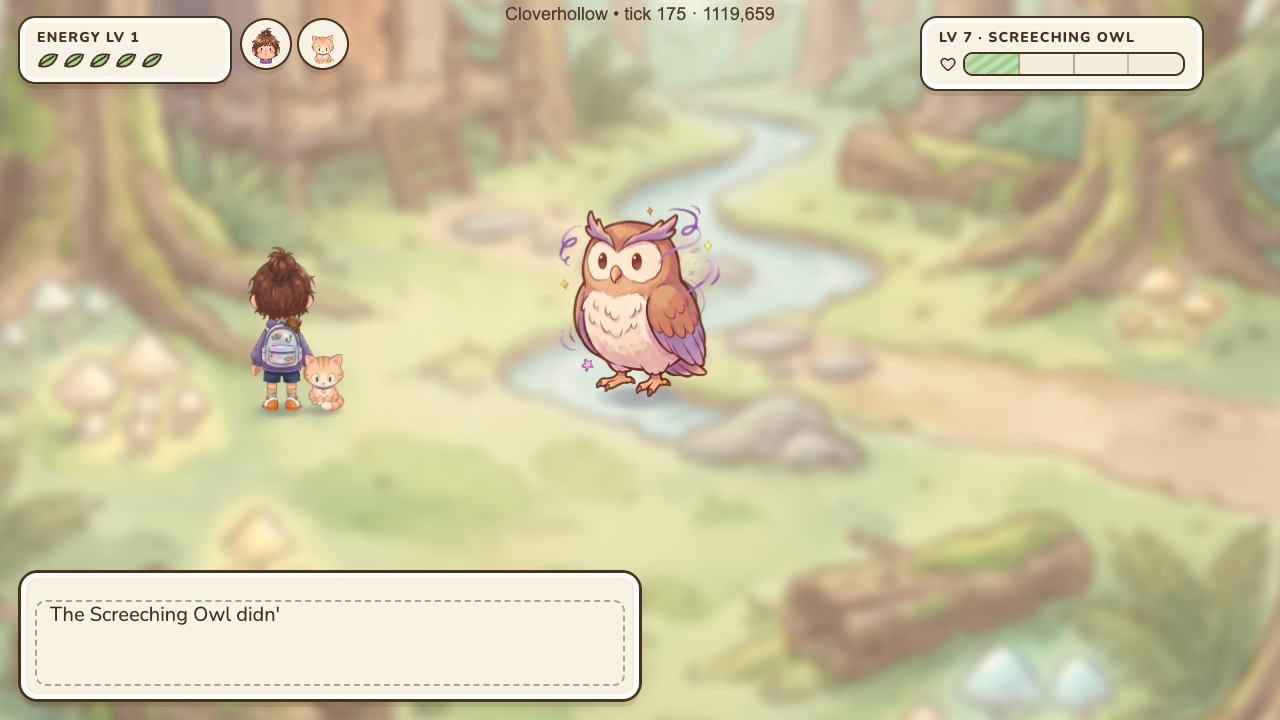 Cloverhollow • tick 175 · 1119,659
ENERGY LV 1
LV 7 · SCREECHING OWL
The Screeching Owl didn'